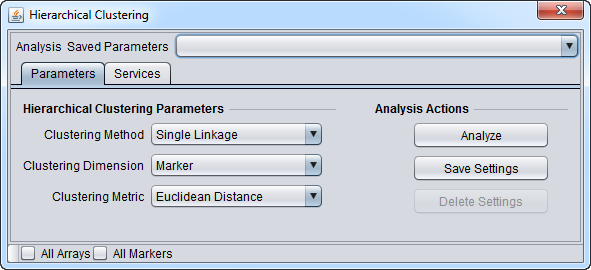 Hierarchical Clustering
Analysis Saved Parameters
Parameters Services
Hierarchical Clustering Parameters Analysis Actions
Clustering Method Single Linkage Analyze
Clustering Dimension Marker Save Settings
Clustering Metric Euclidean Distance Delete Settings
All Arrays All Markers